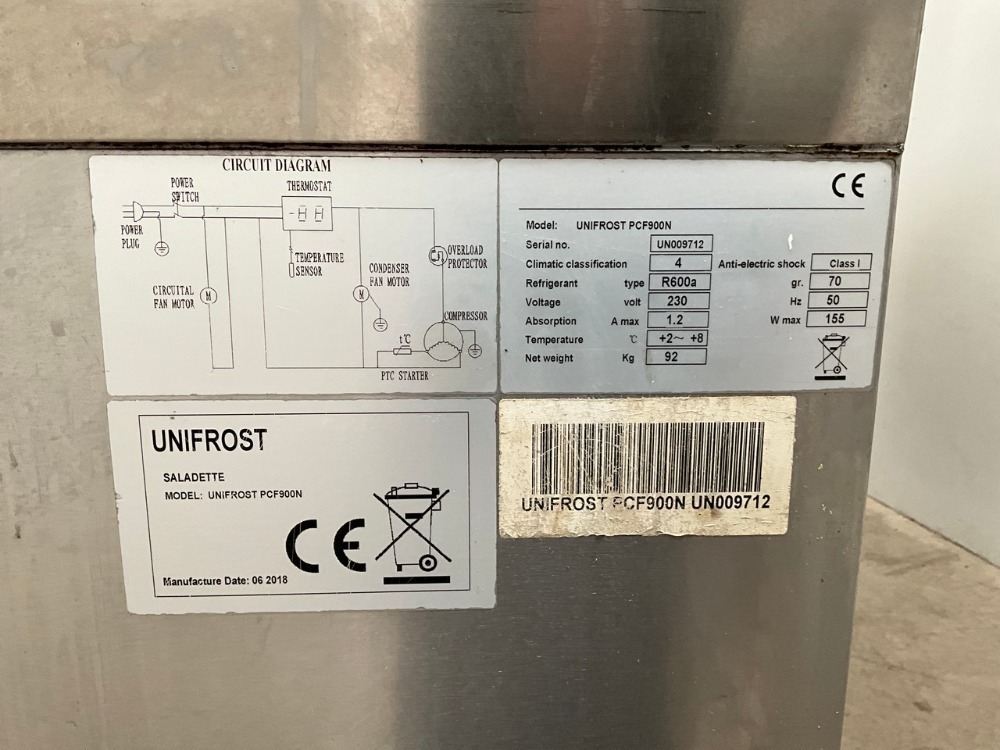 CIRCUIT DIAGRAM
POWER
SWITCH
THERMOSTAT
POWER
PLUG
TEMPERATURE
SENSOR
OVERLOAD
PROTECTOR
CONDENSER
FAN MOTOR
CIRCUITAL
FAN MOTOR
M
M
COMPRESSOR
t℃
PTC STARTER
CE
Model: UNIFROST PCF900N
Serial no. UN009712
Climatic classification 4 Anti-electric shock Class I
Refrigerant type R600a gr. 70
Voltage volt 230 Hz 50
Absorption A max 1.2 W max 155
Temperature ℃ +2~ +8
Net weight Kg 92
UNIFROST
SALADETTE
MODEL: UNIFROST PCF900N
CE
Manufacture Date: 06 2018
UNIFROST PCF900N UN009712